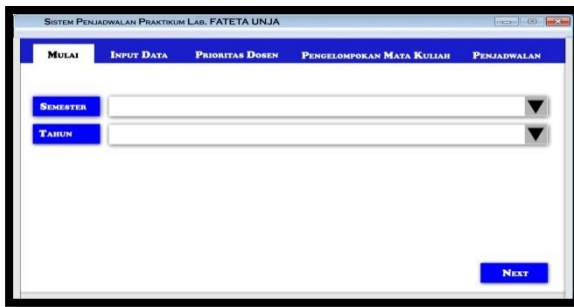 Sistem Penjadwalan Praktikum Lab. FATETA UNJA
Mulai Input Data Prioritas Dosen Pengelompokan Mata Kuliah Penjadwalan
Semester
Tahun
Next